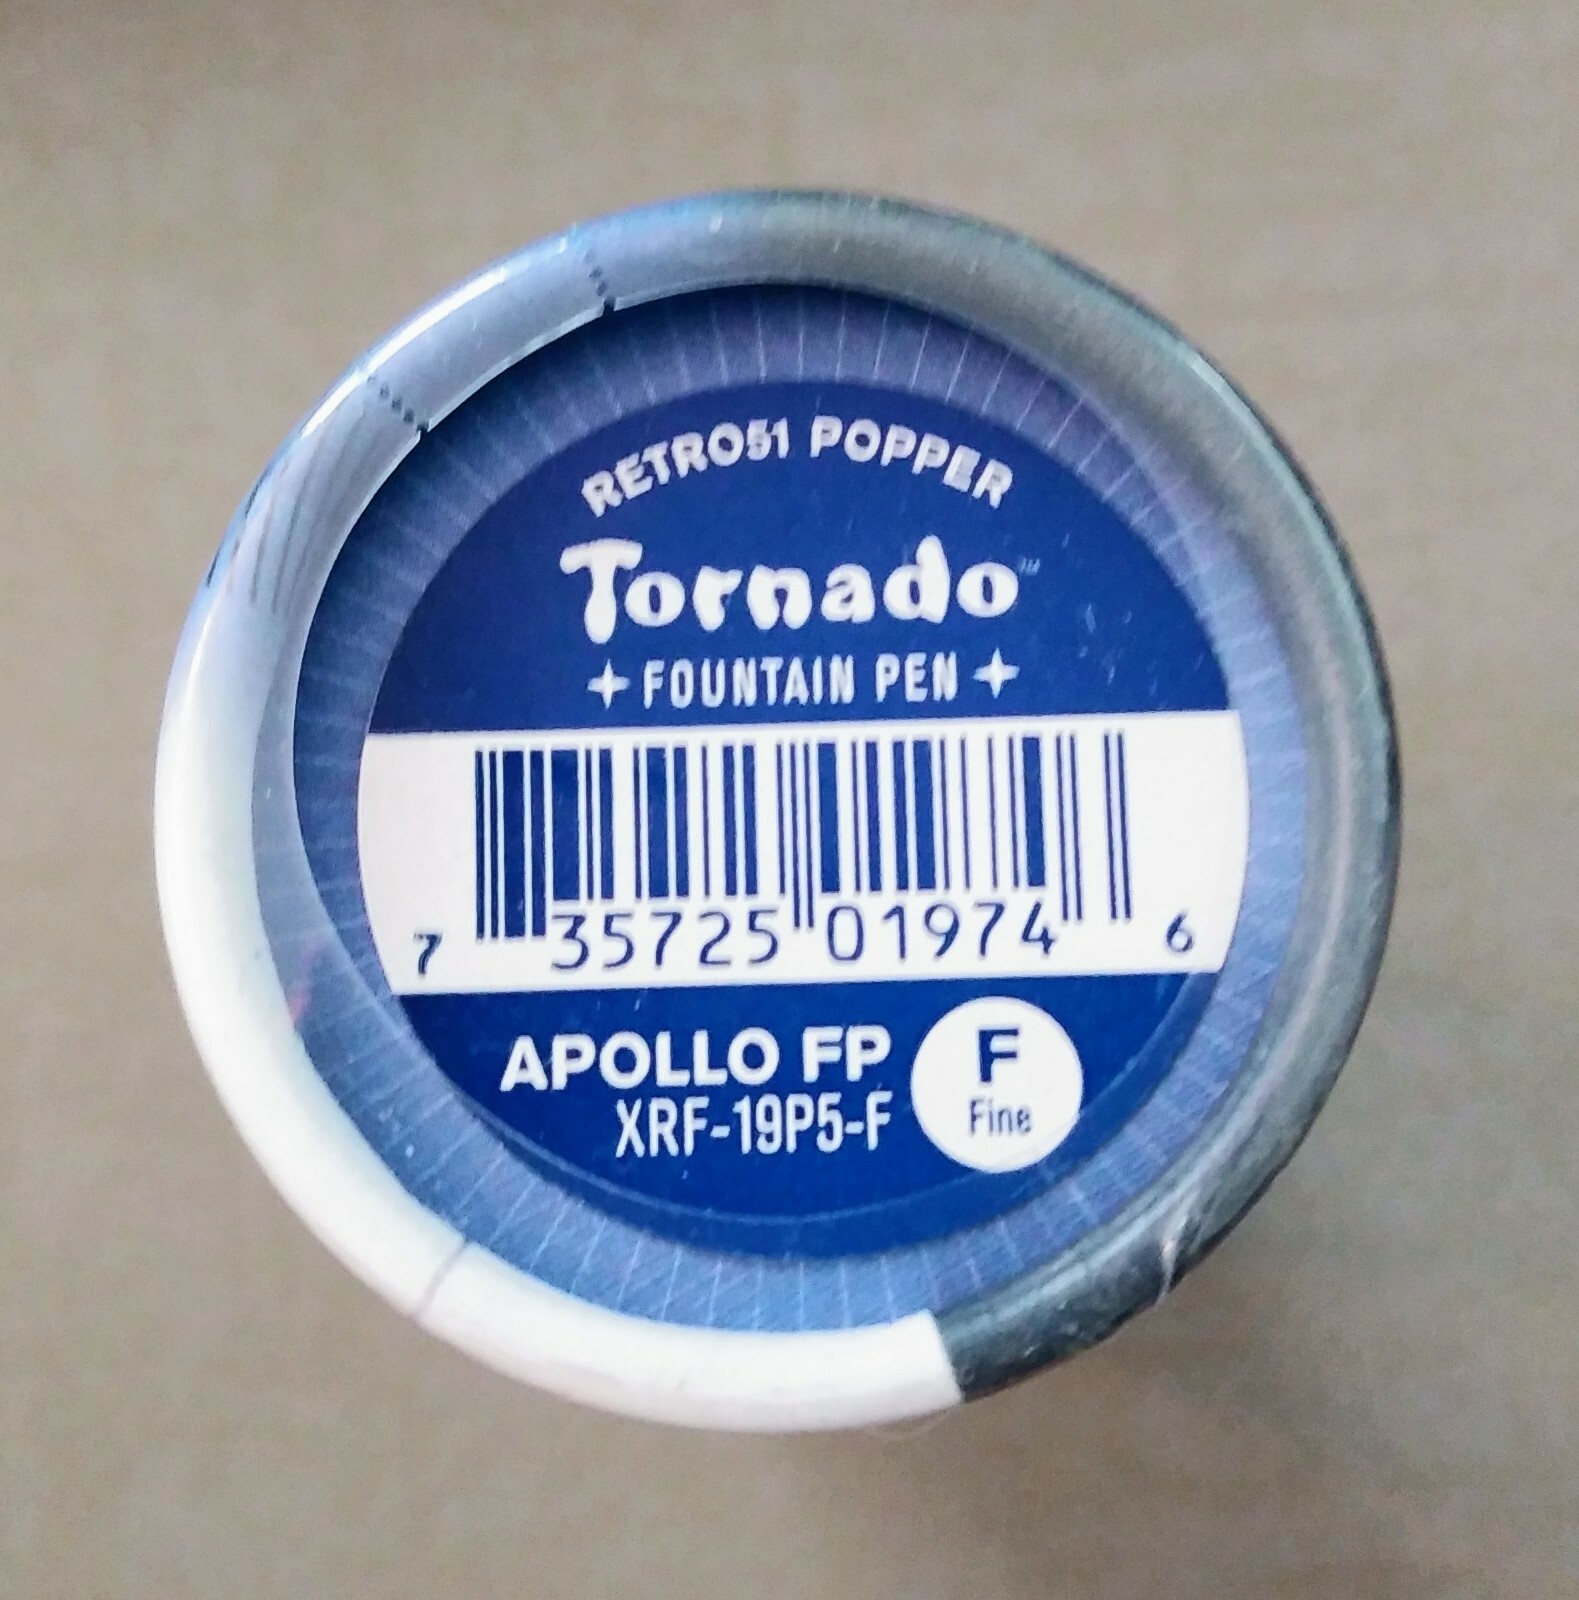 RETRO51 POPPER
Tornado™
FOUNTAIN PEN
7 35725 01974 6
APOLLO FP
XRF-19P5-F
F
Fine